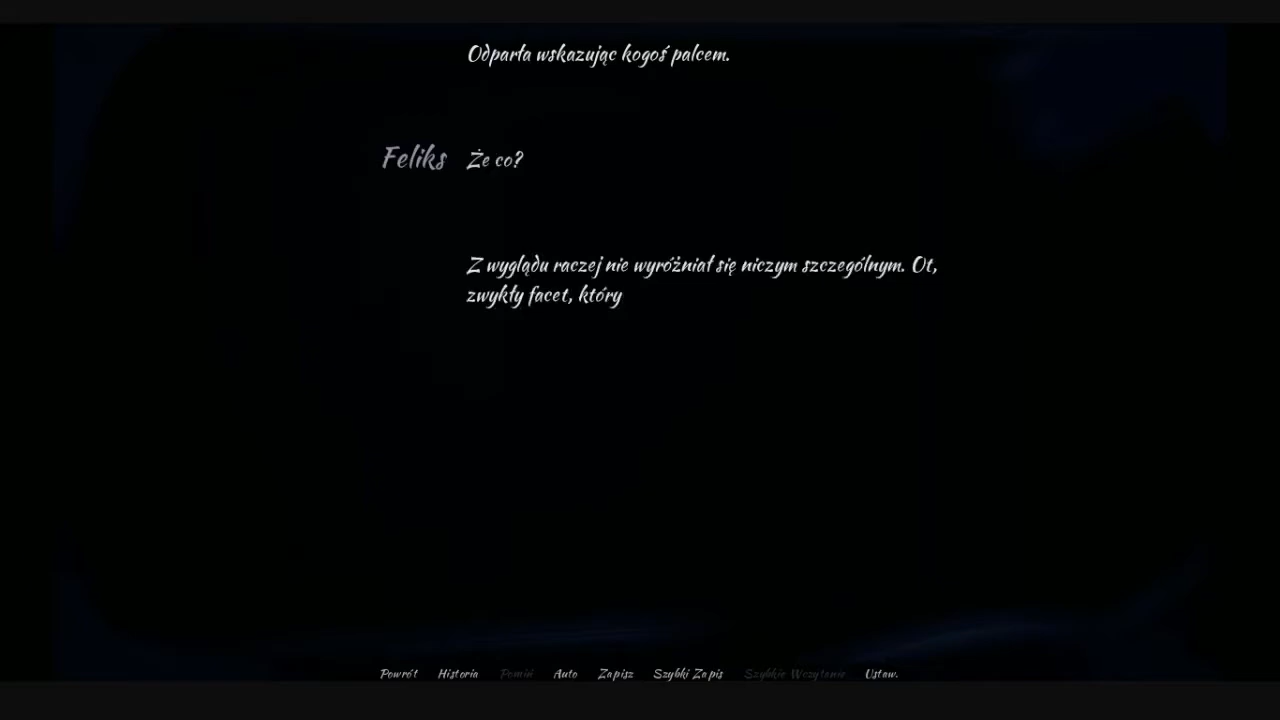 Odparła wskazując kogoś palcem.
Feliks Że co?
Z wyglądu raczej nie wyróżniał się niczym szczególnym. Ot,
zwykły facet, który
Powrót Historia Pomiń Auto Zapisz Szybki Zapis Szybkie Wczytanie Ustaw.